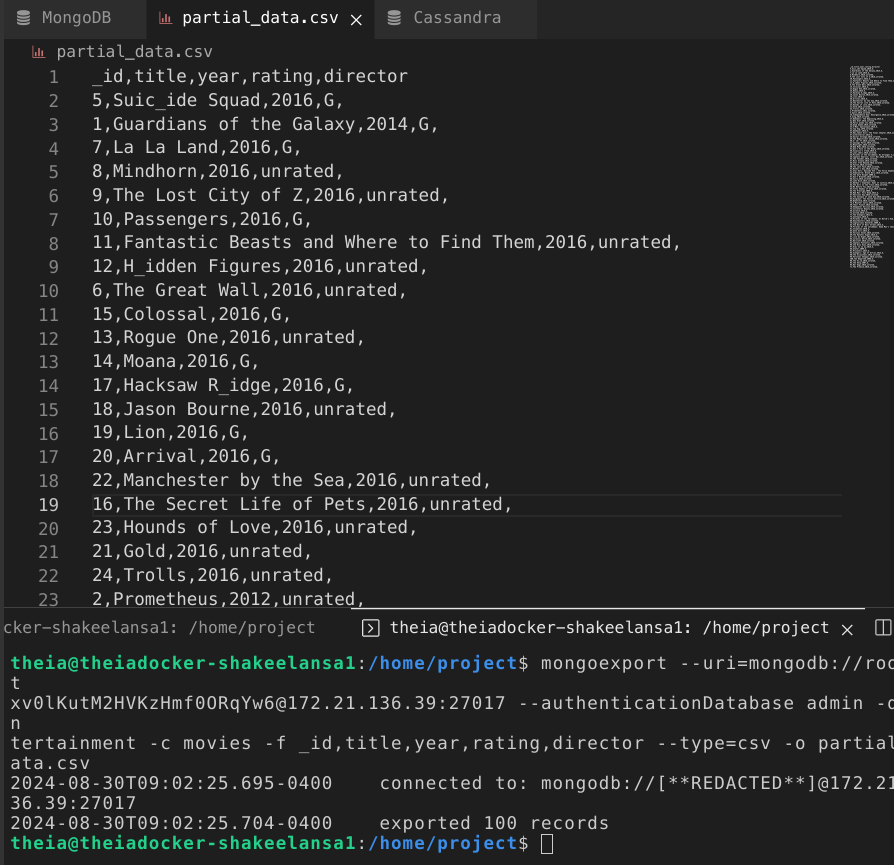 MongoDB partial_data.csv Cassandra
partial_data.csv
1 _id,title,year,rating,director
2 5,Suic_ide Squad,2016,G,
3 1,Guardians of the Galaxy,2014,G,
4 7,La La Land,2016,G,
5 8,Mindhorn,2016,unrated,
6 9,The Lost City of Z,2016,unrated,
7 10,Passengers,2016,G,
8 11,Fantastic Beasts and Where to Find Them,2016,unrated,
9 12,H_idden Figures,2016,unrated,
10 6,The Great Wall,2016,unrated,
11 15,Colossal,2016,G,
12 13,Rogue One,2016,unrated,
13 14,Moana,2016,G,
14 17,Hacksaw R_idge,2016,G,
15 18,Jason Bourne,2016,unrated,
16 19,Lion,2016,G,
17 20,Arrival,2016,G,
18 22,Manchester by the Sea,2016,unrated,
19 16,The Secret Life of Pets,2016,unrated,
20 23,Hounds of Love,2016,unrated,
21 21,Gold,2016,unrated,
22 24,Trolls,2016,unrated,
23 2,Prometheus,2012,unrated,
cker-shakeelansa1: /home/project theia@theiadocker-shakeelansa1: /home/project
theia@theiadocker-shakeelansa1:/home/project$ mongoexport --uri=mongodb://roo
t
xv0lKutM2HVKzHmf0ORqYw6@172.21.136.39:27017 --authenticationDatabase admin -d
n
tertainment -c movies -f _id,title,year,rating,director --type=csv -o partial
ata.csv
2024-08-30T09:02:25.695-0400 connected to: mongodb://[**REDACTED**]@172.21
36.39:27017
2024-08-30T09:02:25.704-0400 exported 100 records
theia@theiadocker-shakeelansa1:/home/project$